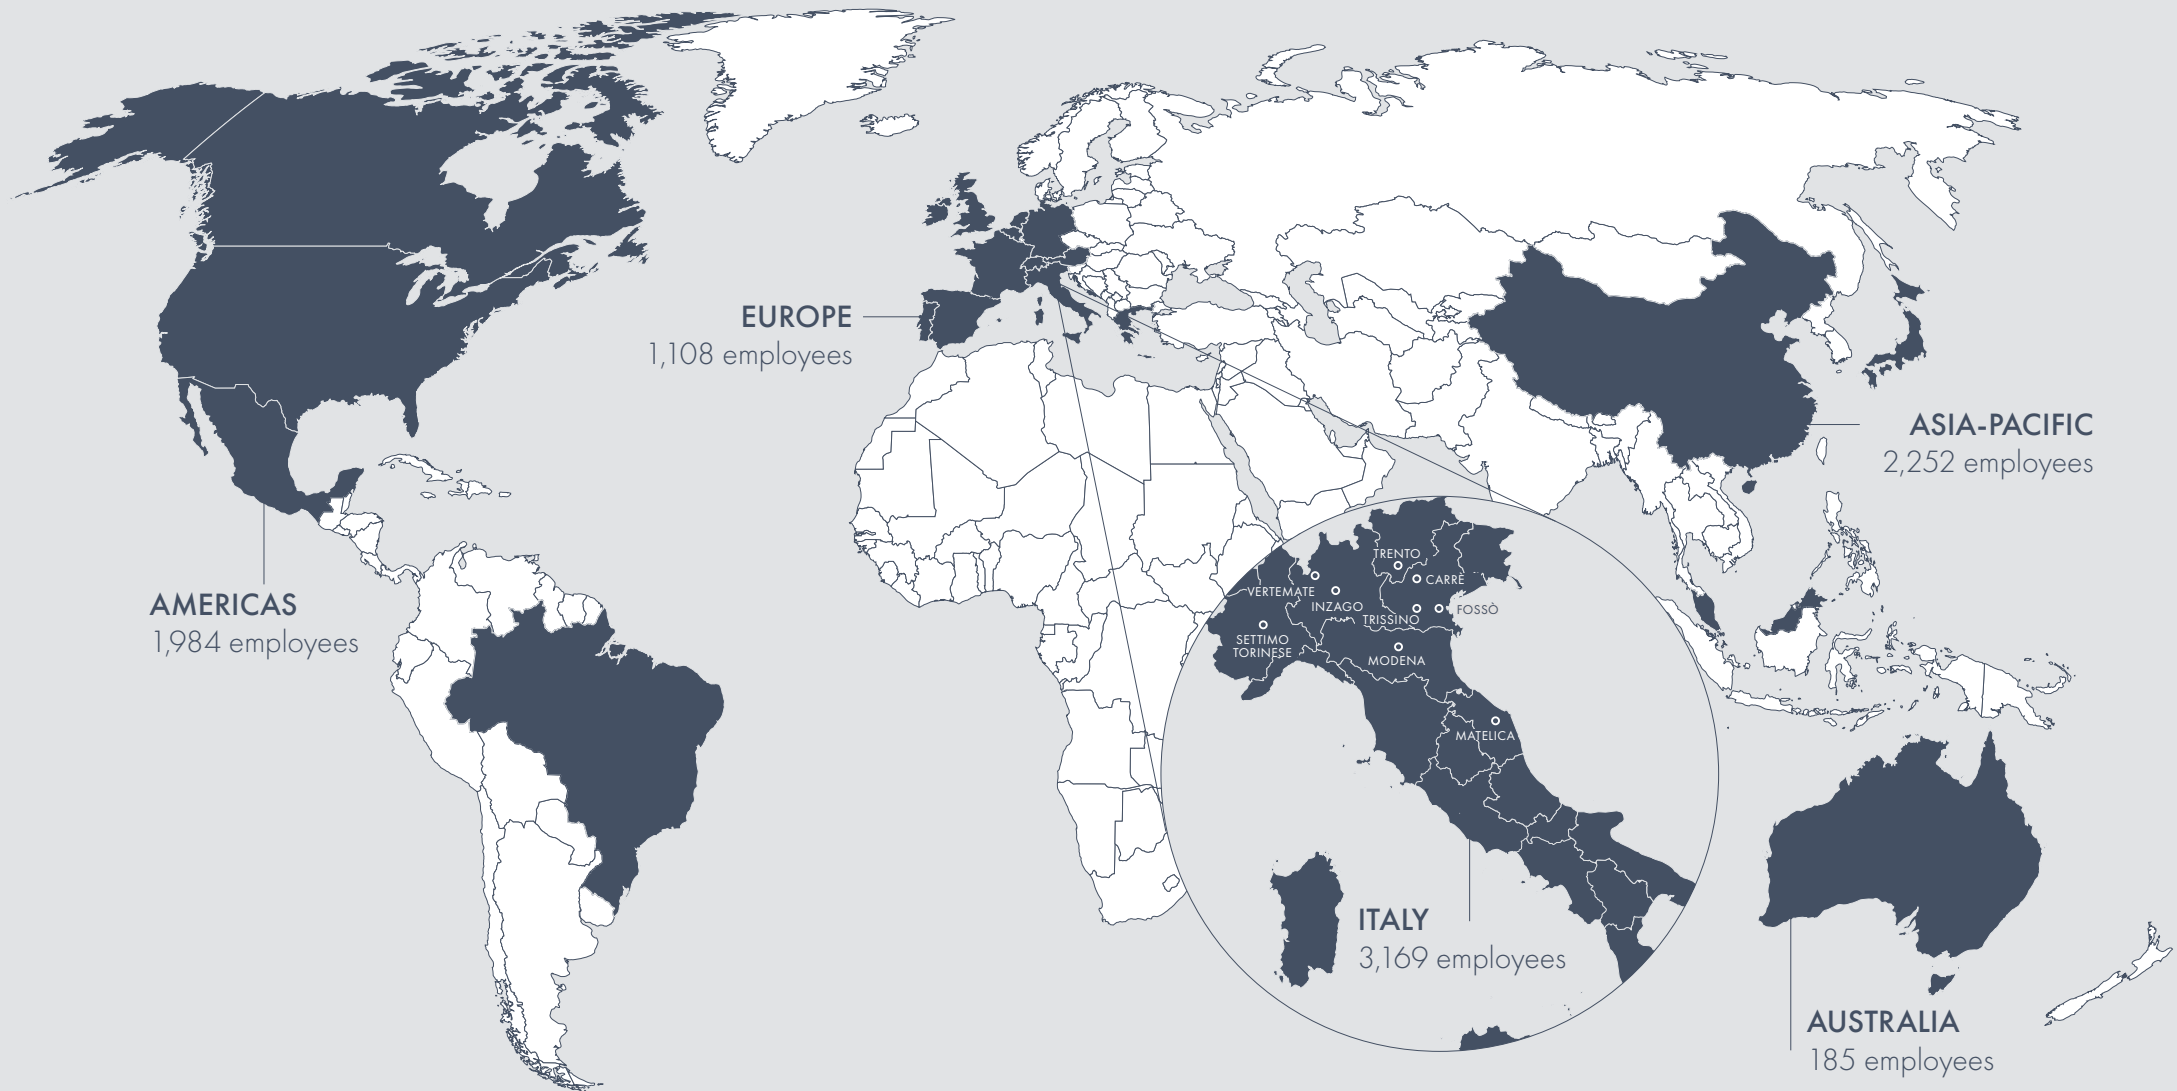 EUROPE
1,108 employees
ASIA-PACIFIC
2,252 employees
AMERICAS
1,984 employees
TRENTO
CARRÈ
VERTEMATE
INZAGO
FOSSÒ
TRISSINO
SETTIMO
TORINESE
MODENA
MATELICA
ITALY
3,169 employees
AUSTRALIA
185 employees